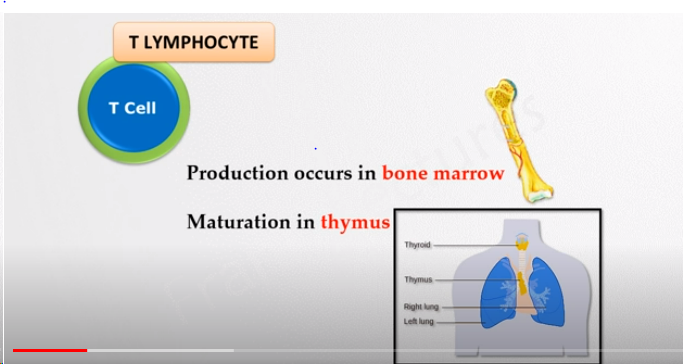 T LYMPHOCYTE
T Cell
Production occurs in bone marrow
Maturation in thymus
Thyroid
Thymus
Right lung
Left lung